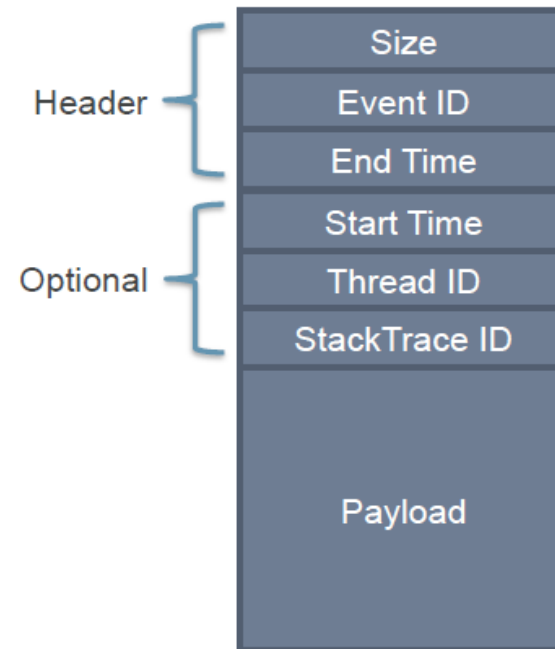 Header
Size
Event ID
End Time
Optional
Start Time
Thread ID
StackTrace ID
Payload